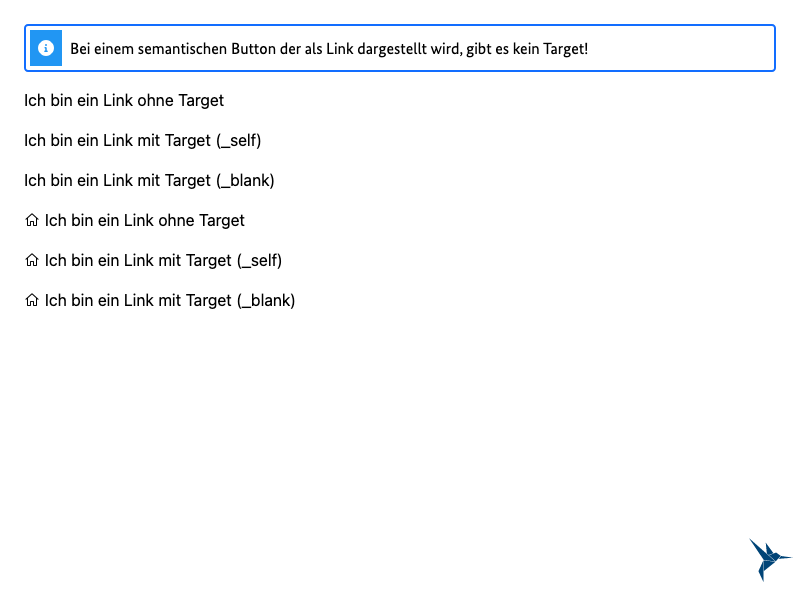 Bei einem semantischen Button der als Link dargestellt wird, gibt es kein Target!
Ich bin ein Link ohne Target
Ich bin ein Link mit Target (_self)
Ich bin ein Link mit Target (_blank)
Ich bin ein Link ohne Target
Ich bin ein Link mit Target (_self)
Ich bin ein Link mit Target (_blank)